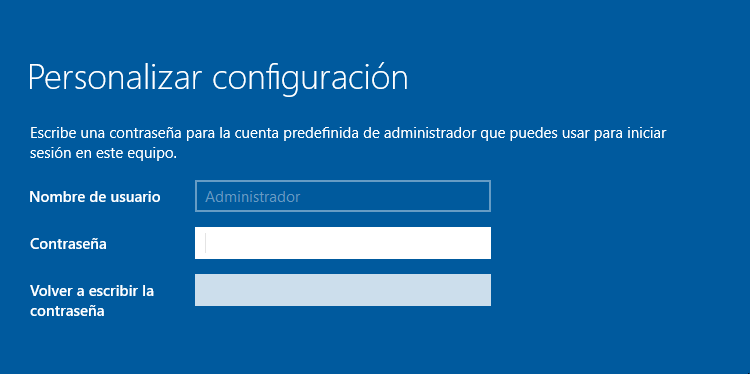 Personalizar configuración
Escribe una contraseña para la cuenta predefinida de administrador que puedes usar para iniciar
sesión en este equipo.
Nombre de usuario Administrador
Contraseña
Volver a escribir la
contraseña